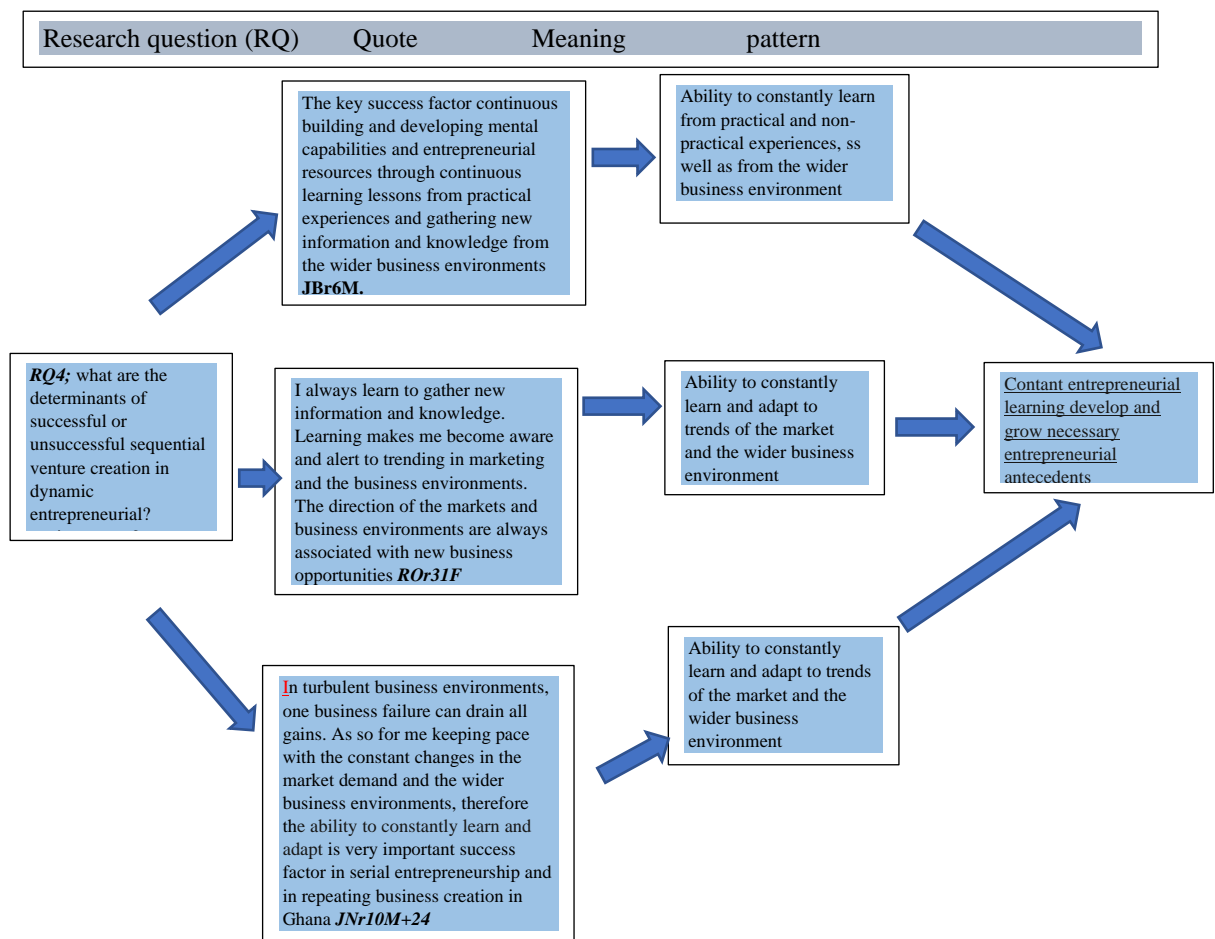 Research question (RQ) Quote Meaning pattern
The key success factor continuous
building and developing mental
capabilities and entrepreneurial
resources through continuous
learning lessons from practical
experiences and gathering new
information and knowledge from
the wider business environments
JBr6M.
Ability to constantly learn
from practical and non-
practical experiences, ss
well as from the wider
business environment
RQ4; what are the
determinants of
successful or
unsuccessful sequential
venture creation in
dynamic
entrepreneurial?
I always learn to gather new
information and knowledge.
Learning makes me become aware
and alert to trending in marketing
and the business environments.
The direction of the markets and
business environments are always
associated with new business
opportunities ROr31F
Ability to constantly
learn and adapt to
trends of the market
and the wider business
environment
Contant entrepreneurial
learning develop and
grow necessary
entrepreneurial
antecedents
In turbulent business environments,
one business failure can drain all
gains. As so for me keeping pace
with the constant changes in the
market demand and the wider
business environments, therefore
the ability to constantly learn and
adapt is very important success
factor in serial entrepreneurship and
in repeating business creation in
Ghana JNr10M+24
Ability to constantly
learn and adapt to trends
of the market and the
wider business
environment